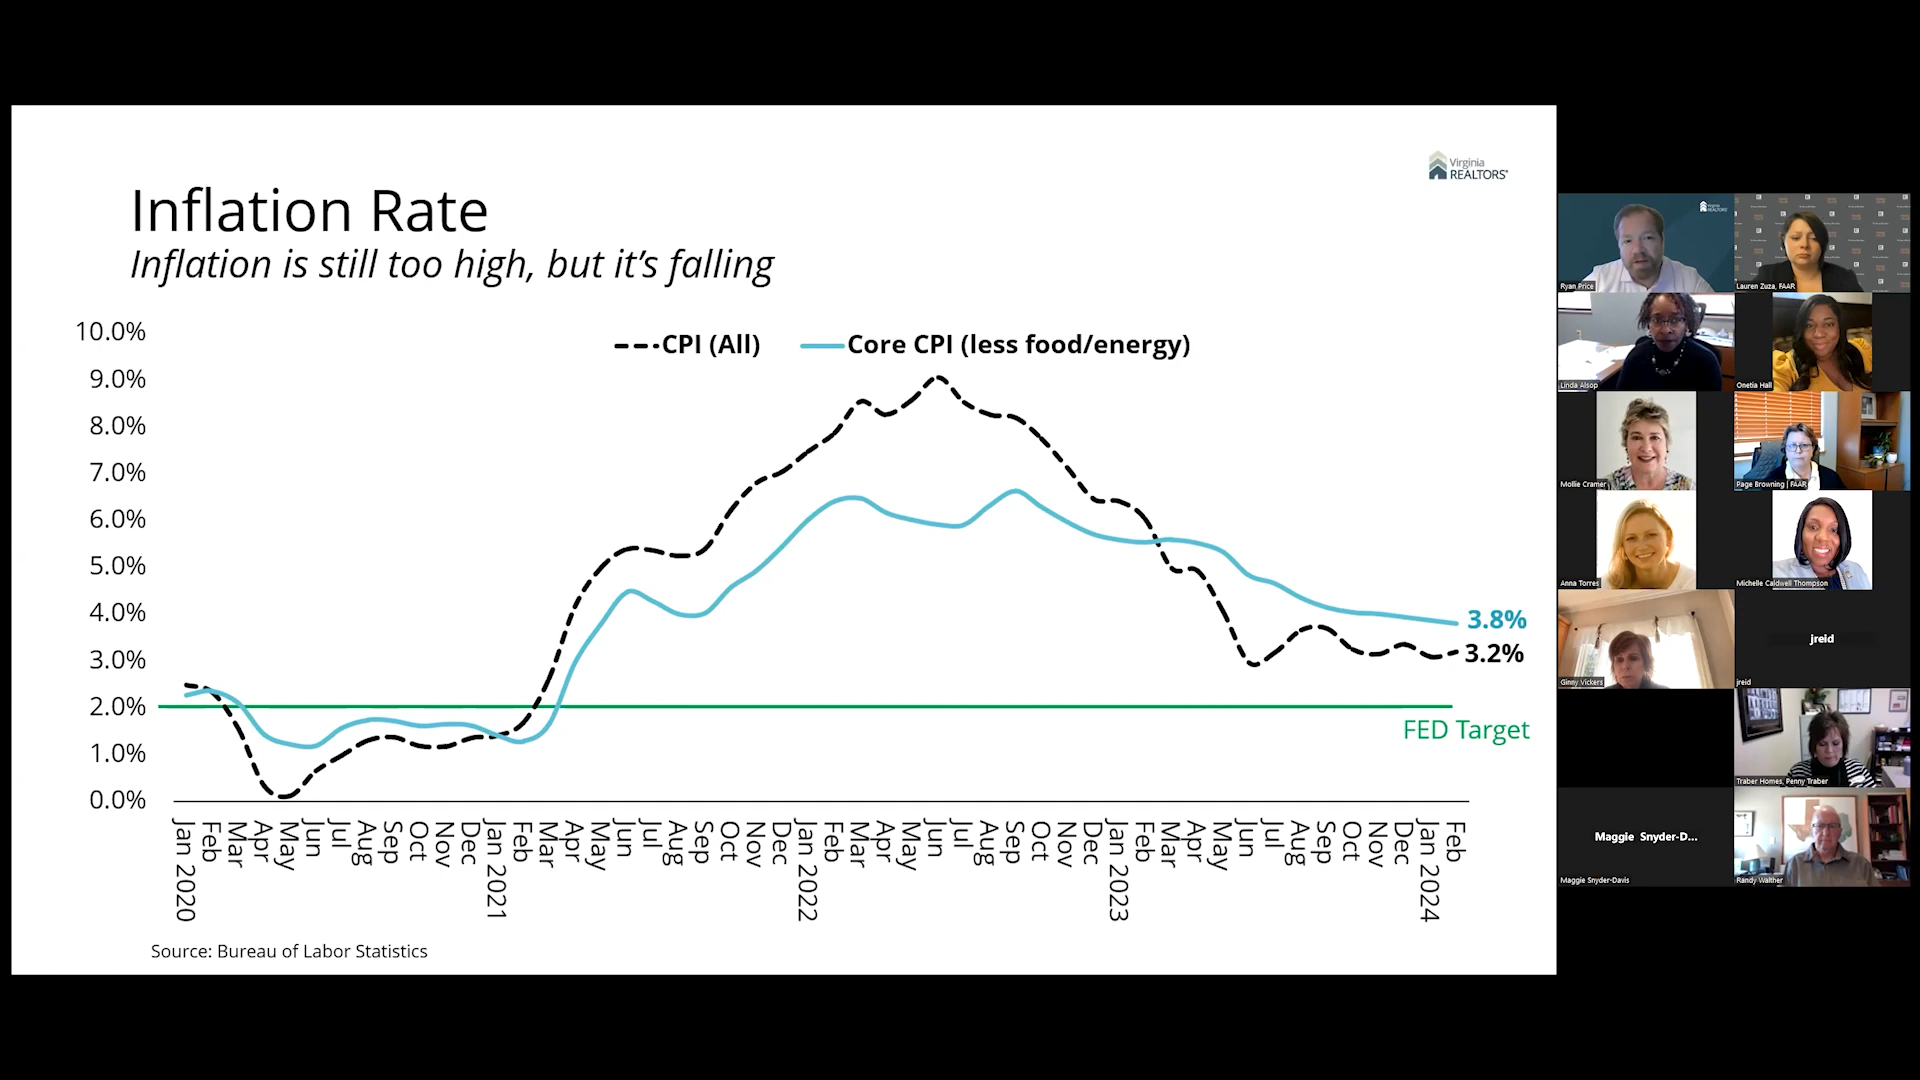 Virginia
REALTORS®
Inflation Rate
Inflation is still too high, but it's falling
CPI (All) Core CPI (less food/energy)
10.0%
9.0%
8.0%
7.0%
6.0%
5.0%
4.0%
3.0%
2.0%
1.0%
0.0%
3.8%
3.2%
FED Target
Jan 2020 Feb Mar Apr May Jun Jul Aug Sep Oct Nov Dec Jan 2021 Feb Mar Apr May Jun Jul Aug Sep Oct Nov Dec Jan 2022 Feb Mar Apr May Jun Jul Aug Sep Oct Nov Dec Jan 2023 Feb Mar Apr May Jun Jul Aug Sep Oct Nov Dec Jan 2024 Feb
Source: Bureau of Labor Statistics
Ryan Price
Lauren Zuza, FAAR
Linda Alsop
Onetia Hall
Mollie Cramer
Page Browning | FAAR
Anna Torres
Michelle Caldwell Thompson
Ginny Vickers
jreid
jreid
Traber Homes, Penny Traber
Maggie Snyder-D...
Maggie Snyder-Davis
Randy Walther